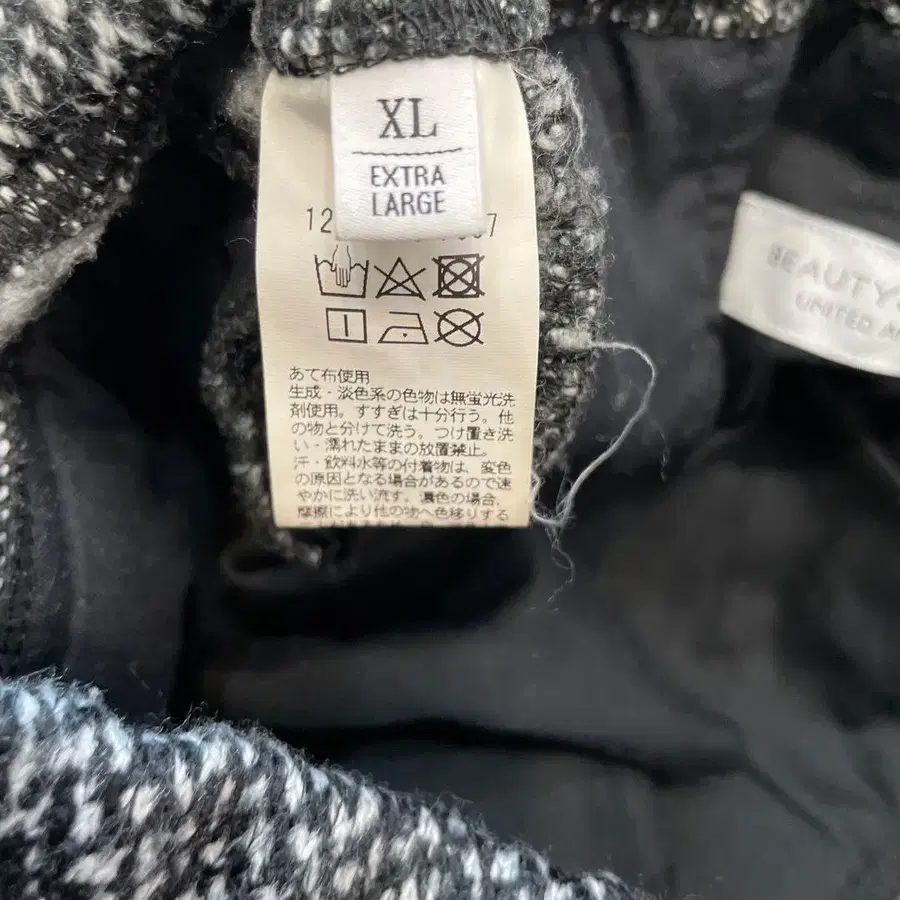 XL
EXTRA
LARGE
12
7
BEAUTY
UNITED A
あて布使用
生成・淡色系の色物は無蛍光洗
剤使用。すすぎは十分行う。他
の物と分けて洗う。つけ置き洗
い・濡れたままの放置禁止。
汗・飲料水等の付着物は、変色
の原因となる場合があるので速
やかに洗い流す。濃色の場合、
摩擦により他の物へ色移りする